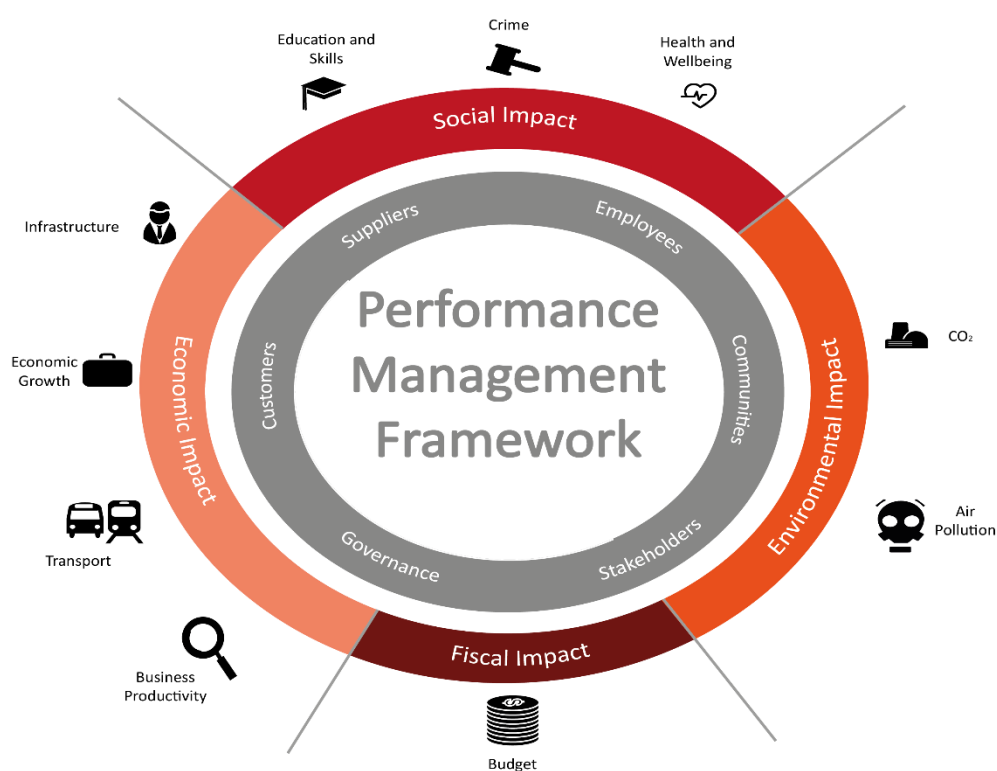 Crime
Education and
Skills
Health and
Wellbeing
Social Impact
Suppliers
Employees
Infrastructure
Performance
Management
Framework
Economic
Growth
Economic Impact
Customers
Communities
Environmental Impact
CO₂
Air
Pollution
Transport
Governance
Stakeholders
Business
Productivity
Fiscal Impact
$
Budget